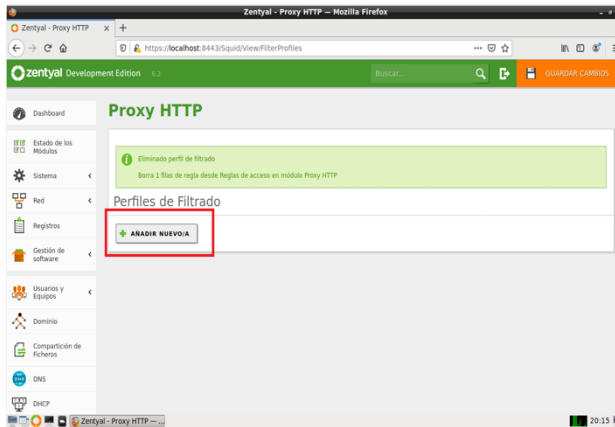 Zentyal - Proxy HTTP — Mozilla Firefox
Zentyal - Proxy HTTP × +
https://localhost:8443/Squid/View/FilterProfiles
zentyal Development Edition 6.2
Buscar...
GUARDAR CAMBIOS
Dashboard
Estado de los
Módulos
Sistema
Red
Registros
Gestión de
software
Usuarios y
Equipos
Dominio
Compartición de
Ficheros
DNS
DHCP
Proxy HTTP
Eliminado perfil de filtrado
Borra 1 filas de regla desde Reglas de acceso en módulo Proxy HTTP
Perfiles de Filtrado
+ AÑADIR NUEVO/A
Zentyal - Proxy HTTP —...
20:15